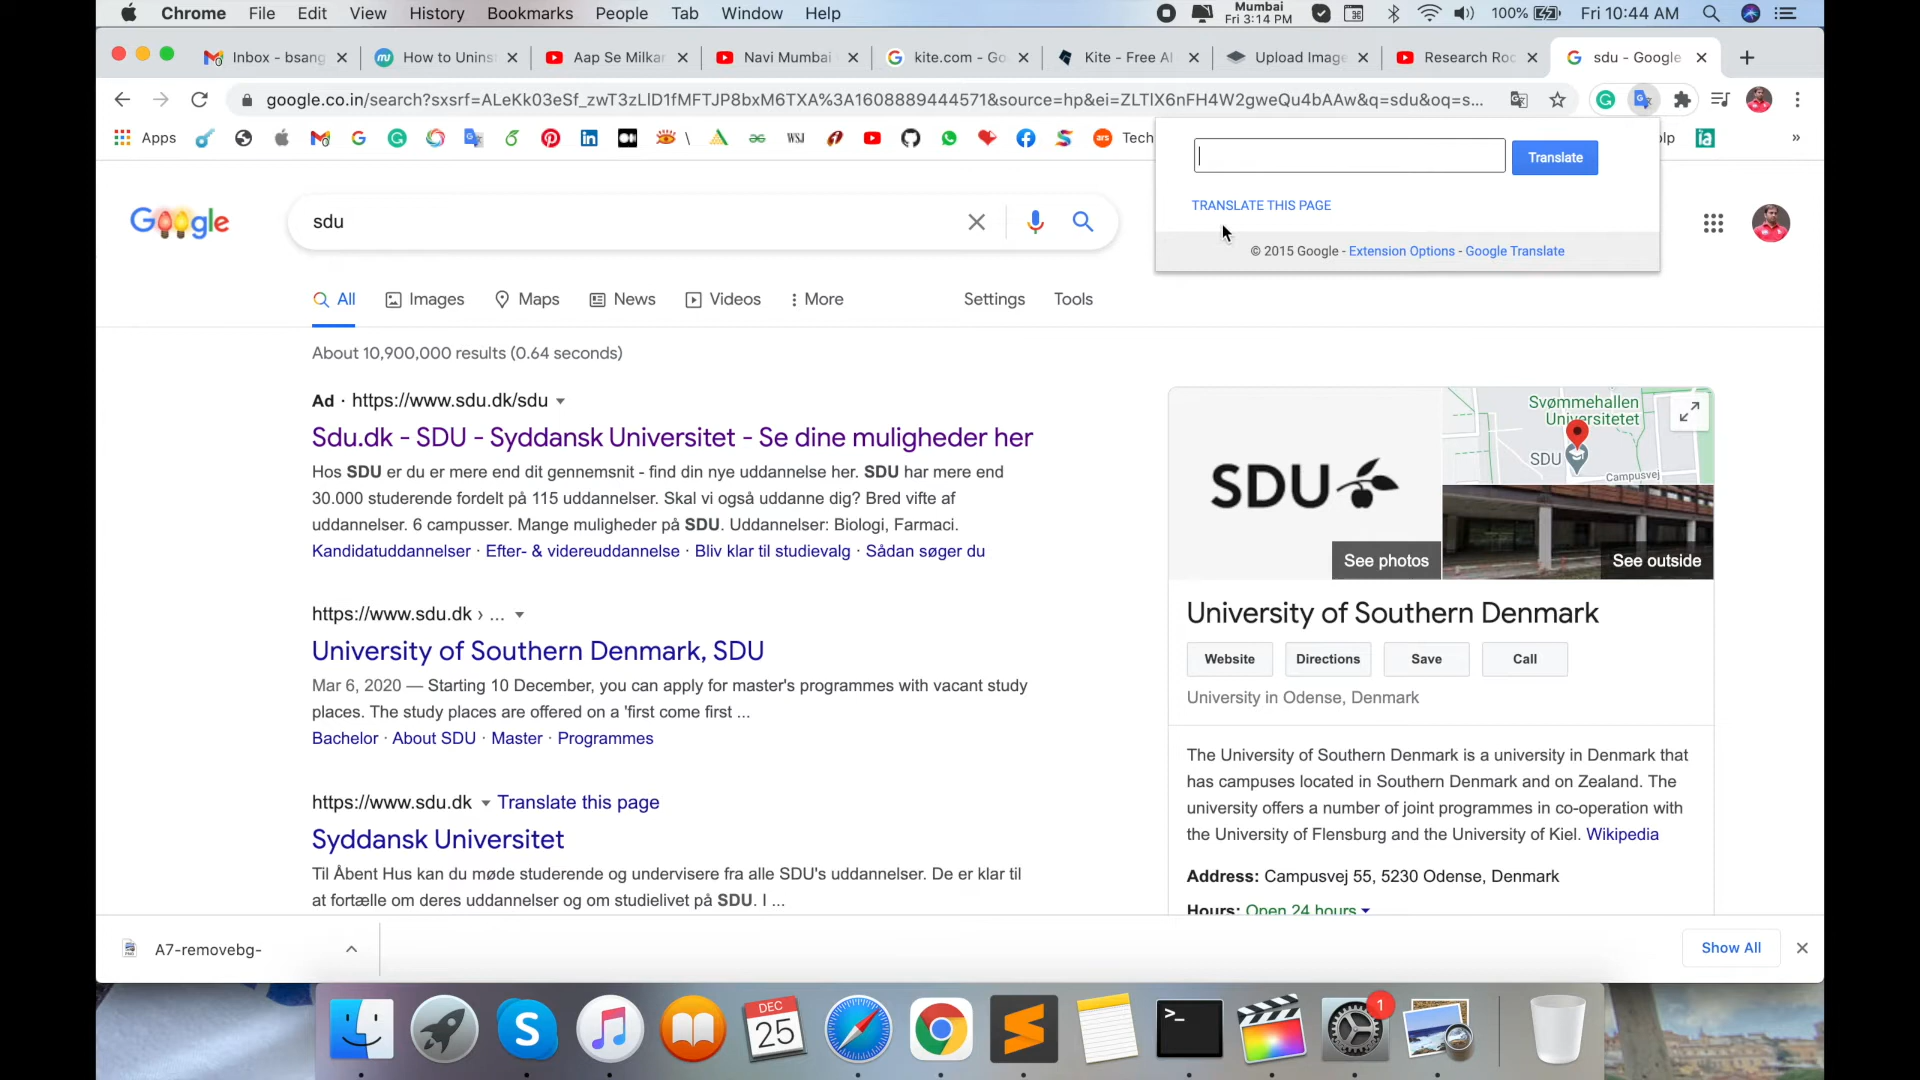 Chrome File Edit View History Bookmarks People Tab Window Help
Mumbai
Fri 3:14 PM
100%
Fri 10:44 AM
Inbox - bsang
How to Unins
Aap Se Milkar
Navi Mumbai
kite.com - Go
Kite - Free AI
Upload Image
Research Roc
sdu - Google
google.co.in/search?sxsrf=ALeKk03eSf_zwT3zLlD1fMFTJP8bxM6TXA%3A1608889444571&source=hp&ei=ZLTlX6nFH4W2gweQu4bAAw&q=sdu&oq=s...
Apps
\
WSJ
ars
Tech
olp
ia
»
Translate
TRANSLATE THIS PAGE
© 2015 Google - Extension Options - Google Translate
Google
sdu
All Images Maps News Videos More Settings Tools
About 10,900,000 results (0.64 seconds)
Ad · https://www.sdu.dk/sdu
Sdu.dk - SDU - Syddansk Universitet - Se dine muligheder her
Hos SDU er du er mere end dit gennemsnit - find din nye uddannelse her. SDU har mere end
30.000 studerende fordelt på 115 uddannelser. Skal vi også uddanne dig? Bred vifte af
uddannelser. 6 campusser. Mange muligheder på SDU. Uddannelser: Biologi, Farmaci.
Kandidatuddannelser · Efter- & videreuddannelse · Bliv klar til studievalg · Sådan søger du
https://www.sdu.dk › ...
University of Southern Denmark, SDU
Mar 6, 2020 — Starting 10 December, you can apply for master's programmes with vacant study
places. The study places are offered on a 'first come first ...
Bachelor · About SDU · Master · Programmes
https://www.sdu.dk Translate this page
Syddansk Universitet
Til Åbent Hus kan du møde studerende og undervisere fra alle SDU's uddannelser. De er klar til
at fortælle om deres uddannelser og om studielivet på SDU. I ...
SDU
See photos
Svømmehallen
Universitetet
SDU
Campusvej
See outside
University of Southern Denmark
Website Directions Save Call
University in Odense, Denmark
The University of Southern Denmark is a university in Denmark that
has campuses located in Southern Denmark and on Zealand. The
university offers a number of joint programmes in co-operation with
the University of Flensburg and the University of Kiel. Wikipedia
Address: Campusvej 55, 5230 Odense, Denmark
Hours: Open 24 hours
A7-removebg-
Show All
DEC
25
1